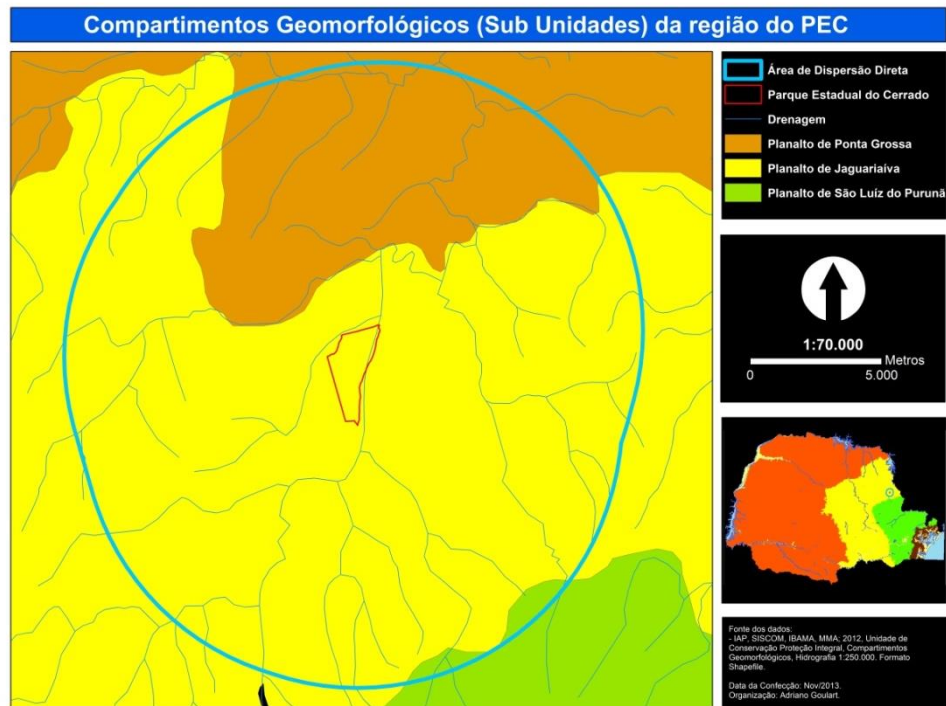 Compartimentos Geomorfológicos (Sub Unidades) da região do PEC
Área de Dispersão Direta
Parque Estadual do Cerrado
Drenagem
Planalto de Ponta Grossa
Planalto de Jaguariaíva
Planalto de São Luíz do Purunã
1:70.000
Metros
0 5.000
Fonte dos dados:
- IAP, SISCOM, IBAMA, MMA; 2012, Unidade de
Conservação Proteção Integral, Compartimentos
Geomorfológicos, Hidrografia 1:250.000. Formato
Shapefile.
Data da Confecção: Nov/2013.
Organização: Adriano Goulart.